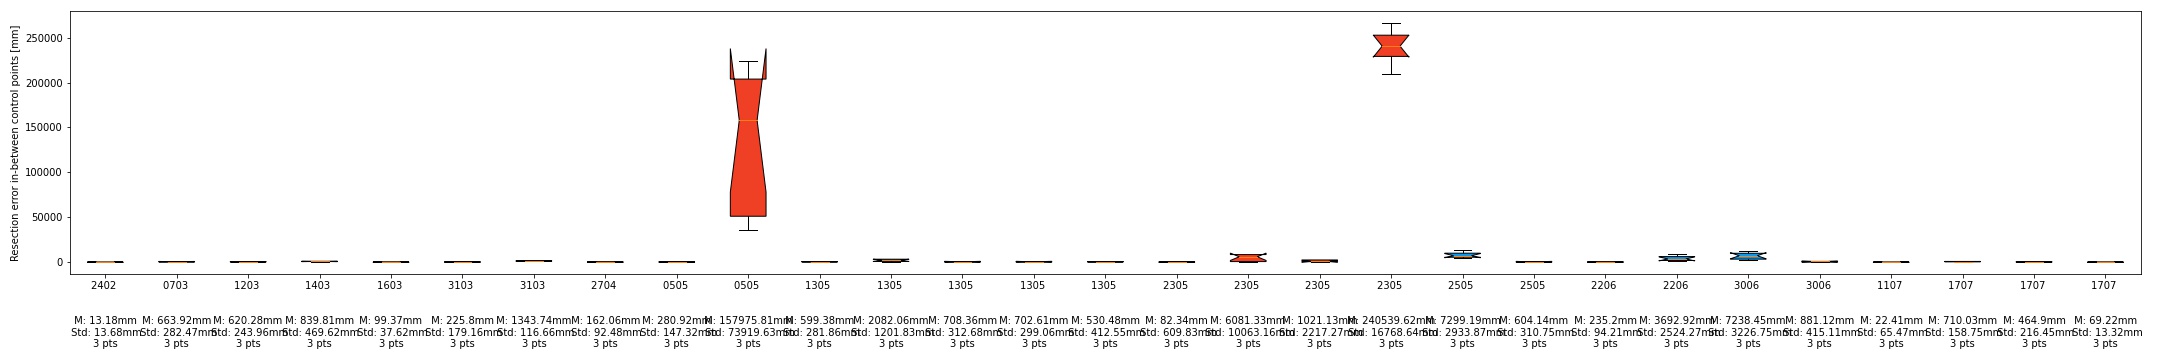 Resection error in-between control points [mm]
250000
200000
150000
100000
50000
0
2402 0703 1203 1403 1603 3103 3103 2704 0505 0505 1305 1305 1305 1305 1305 2305 2305 2305 2305 2505 2505 2206 2206 3006 3006 1107 1707 1707 1707
M: 13.18mm M: 663.92mm M: 620.28mm M: 839.81mm M: 99.37mm M: 225.8mm M: 1343.74mm M: 162.06mm M: 280.92mm M: 157975.81mm M: 599.38mm M: 2082.06mm M: 708.36mm M: 702.61mm M: 530.48mm M: 82.34mm M: 6081.33mm M: 1021.13mm M: 240539.62mm M: 7299.19mm M: 604.14mm M: 235.2mm M: 3692.92mm M: 7238.45mm M: 881.12mm M: 22.41mm M: 710.03mm M: 464.9mm M: 69.22mm
Std: 13.68mm Std: 282.47mm Std: 243.96mm Std: 469.62mm Std: 37.62mm Std: 179.16mm Std: 116.66mm Std: 92.48mm Std: 147.32mm Std: 73919.63mm Std: 281.86mm Std: 1201.83mm Std: 312.68mm Std: 299.06mm Std: 412.55mm Std: 609.83mm Std: 10063.16mm Std: 2217.27mm Std: 16768.64mm Std: 2933.87mm Std: 310.75mm Std: 94.21mm Std: 2524.27mm Std: 3226.75mm Std: 415.11mm Std: 65.47mm Std: 158.75mm Std: 216.45mm Std: 13.32mm
3 pts 3 pts 3 pts 3 pts 3 pts 3 pts 3 pts 3 pts 3 pts 3 pts 3 pts 3 pts 3 pts 3 pts 3 pts 3 pts 3 pts 3 pts 3 pts 3 pts 3 pts 3 pts 3 pts 3 pts 3 pts 3 pts 3 pts 3 pts 3 pts